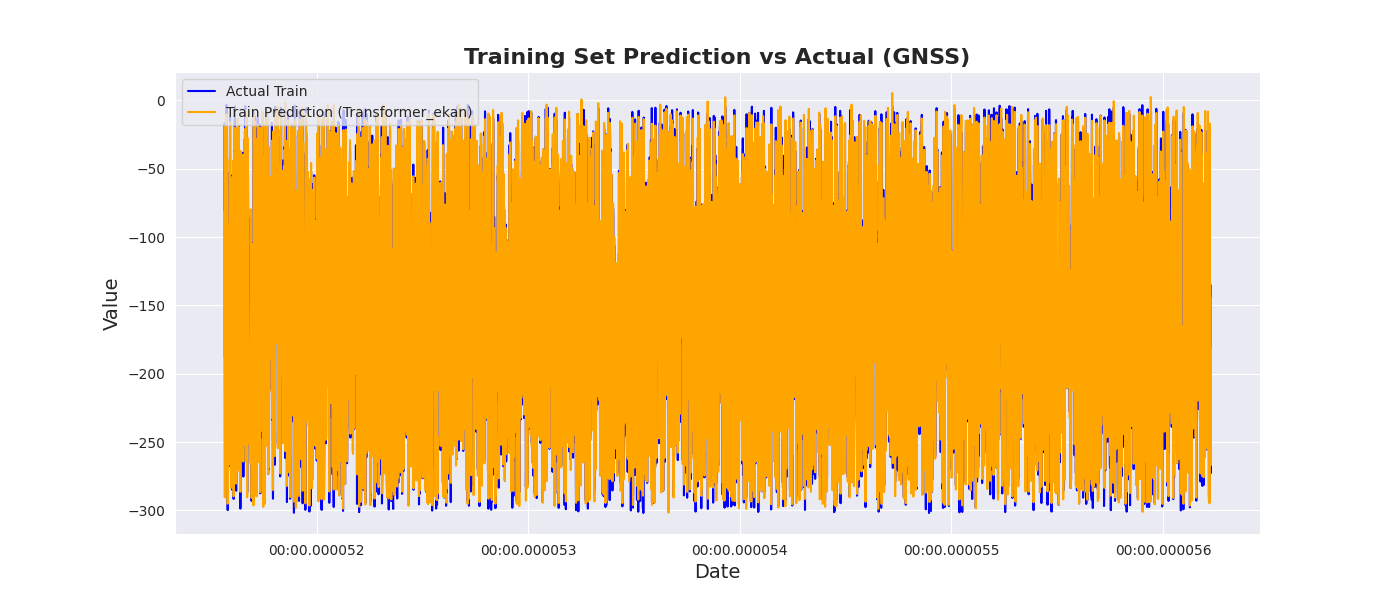 Training Set Prediction vs Actual (GNSS)
Actual Train
Train Prediction (Transformer_ekan)
Value
0
−50
−100
−150
−200
−250
−300
00:00.000052
00:00.000053
00:00.000054
00:00.000055
00:00.000056
Date